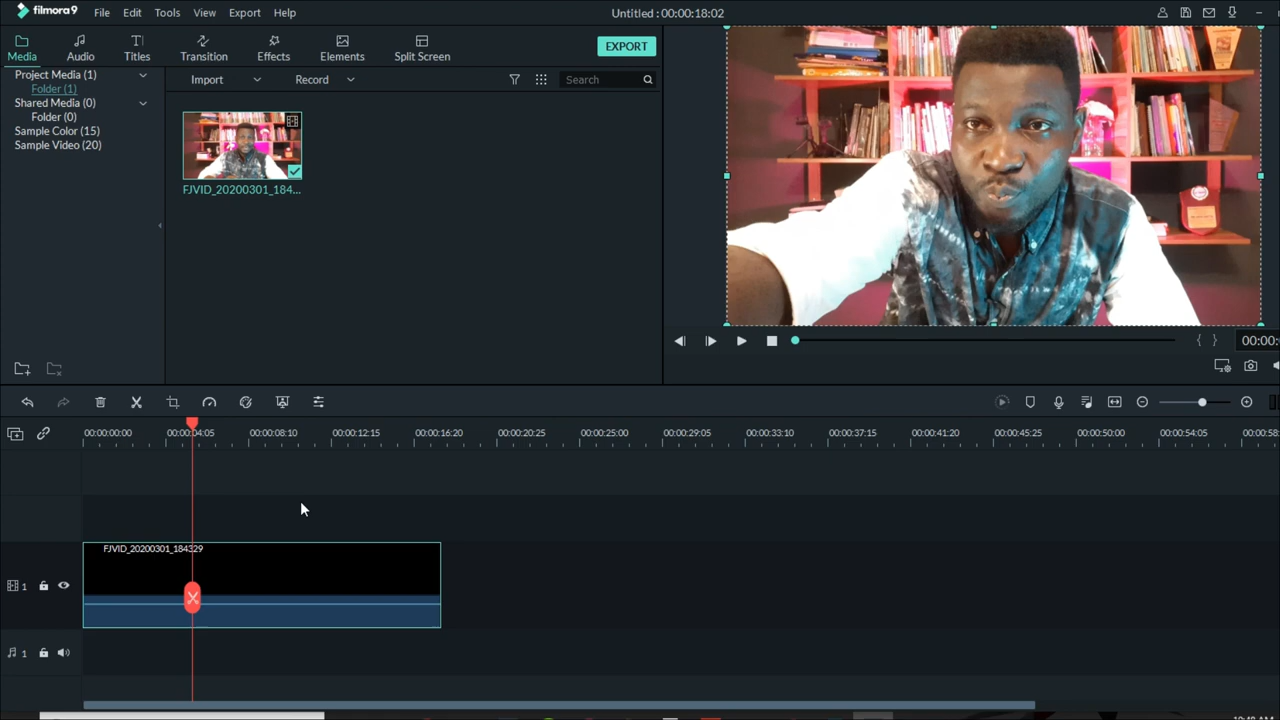 filmora9 File Edit Tools View Export Help Untitled : 00:00:18:02
Media Audio Titles Transition Effects Elements Split Screen EXPORT
Project Media (1) Import Record Search
Folder (1)
Shared Media (0)
Folder (0)
Sample Color (15)
Sample Video (20)
FJVID_20200301_184...
00:00:
00:00:00:00 00:00:04:05 00:00:08:10 00:00:12:15 00:00:16:20 00:00:20:25 00:00:25:00 00:00:29:05 00:00:33:10 00:00:37:15 00:00:41:20 00:00:45:25 00:00:50:00 00:00:54:05 00:00:58:
FJVID_20200301_184329
1
1